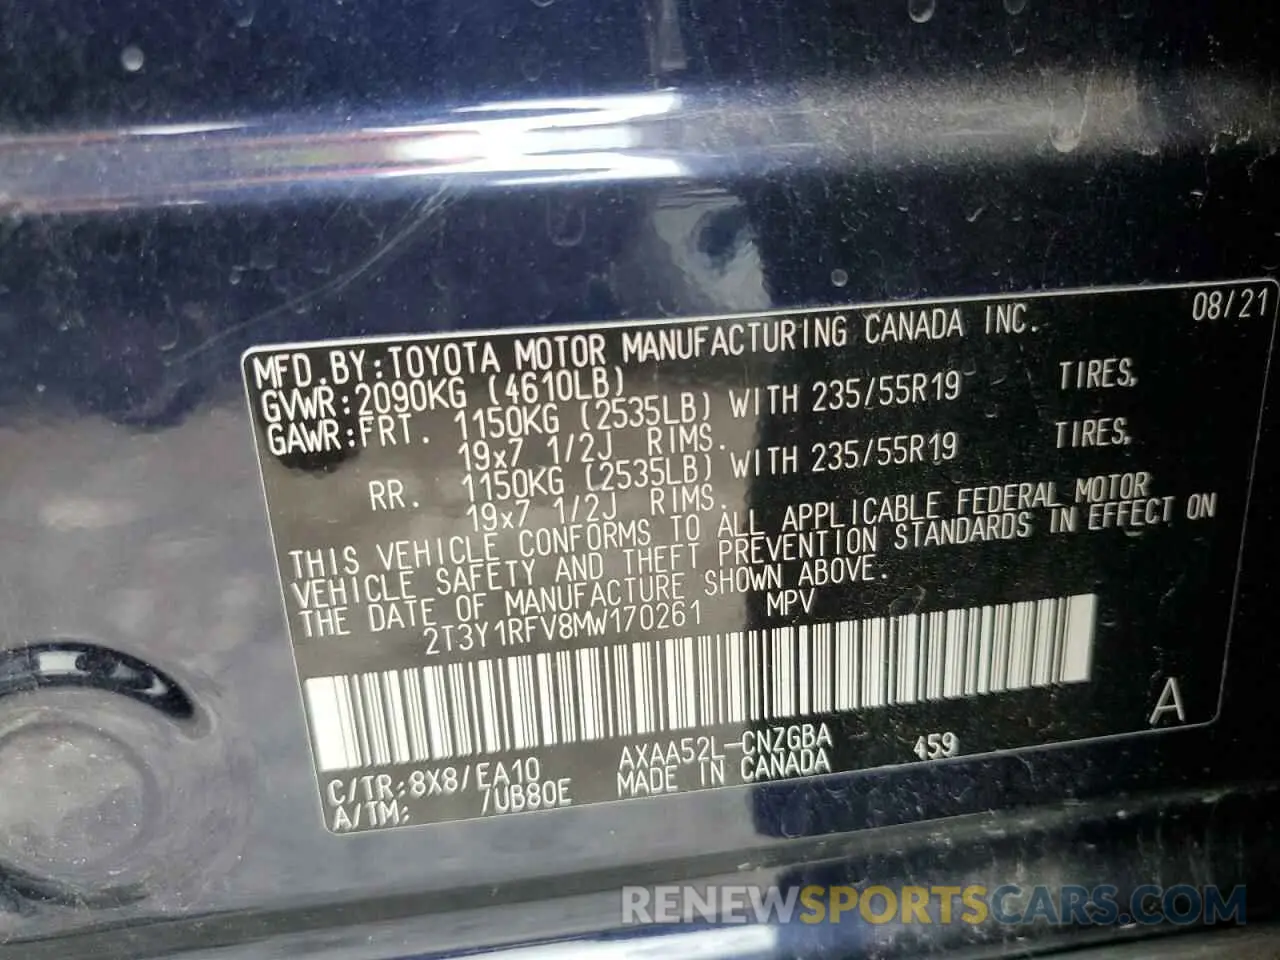 08/21
MFD.BY:TOYOTA MOTOR MANUFACTURING CANADA INC.
GVWR:2090KG (4610LB)
GAWR:FRT. 1150KG (2535LB) WITH 235/55R19 TIRES,
19x7 1/2J RIMS.
RR. 1150KG (2535LB) WITH 235/55R19 TIRES,
19x7 1/2J RIMS.
THIS VEHICLE CONFORMS TO ALL APPLICABLE FEDERAL MOTOR
VEHICLE SAFETY AND THEFT PREVENTION STANDARDS IN EFFECT ON
THE DATE OF MANUFACTURE SHOWN ABOVE.
2T3Y1RFV8MW170261 MPV
A
C/TR:8X8/EA10 AXAA52L-CNZGBA 459
A/TM: /UB80E MADE IN CANADA
RENEWSPORTSCARS.COM